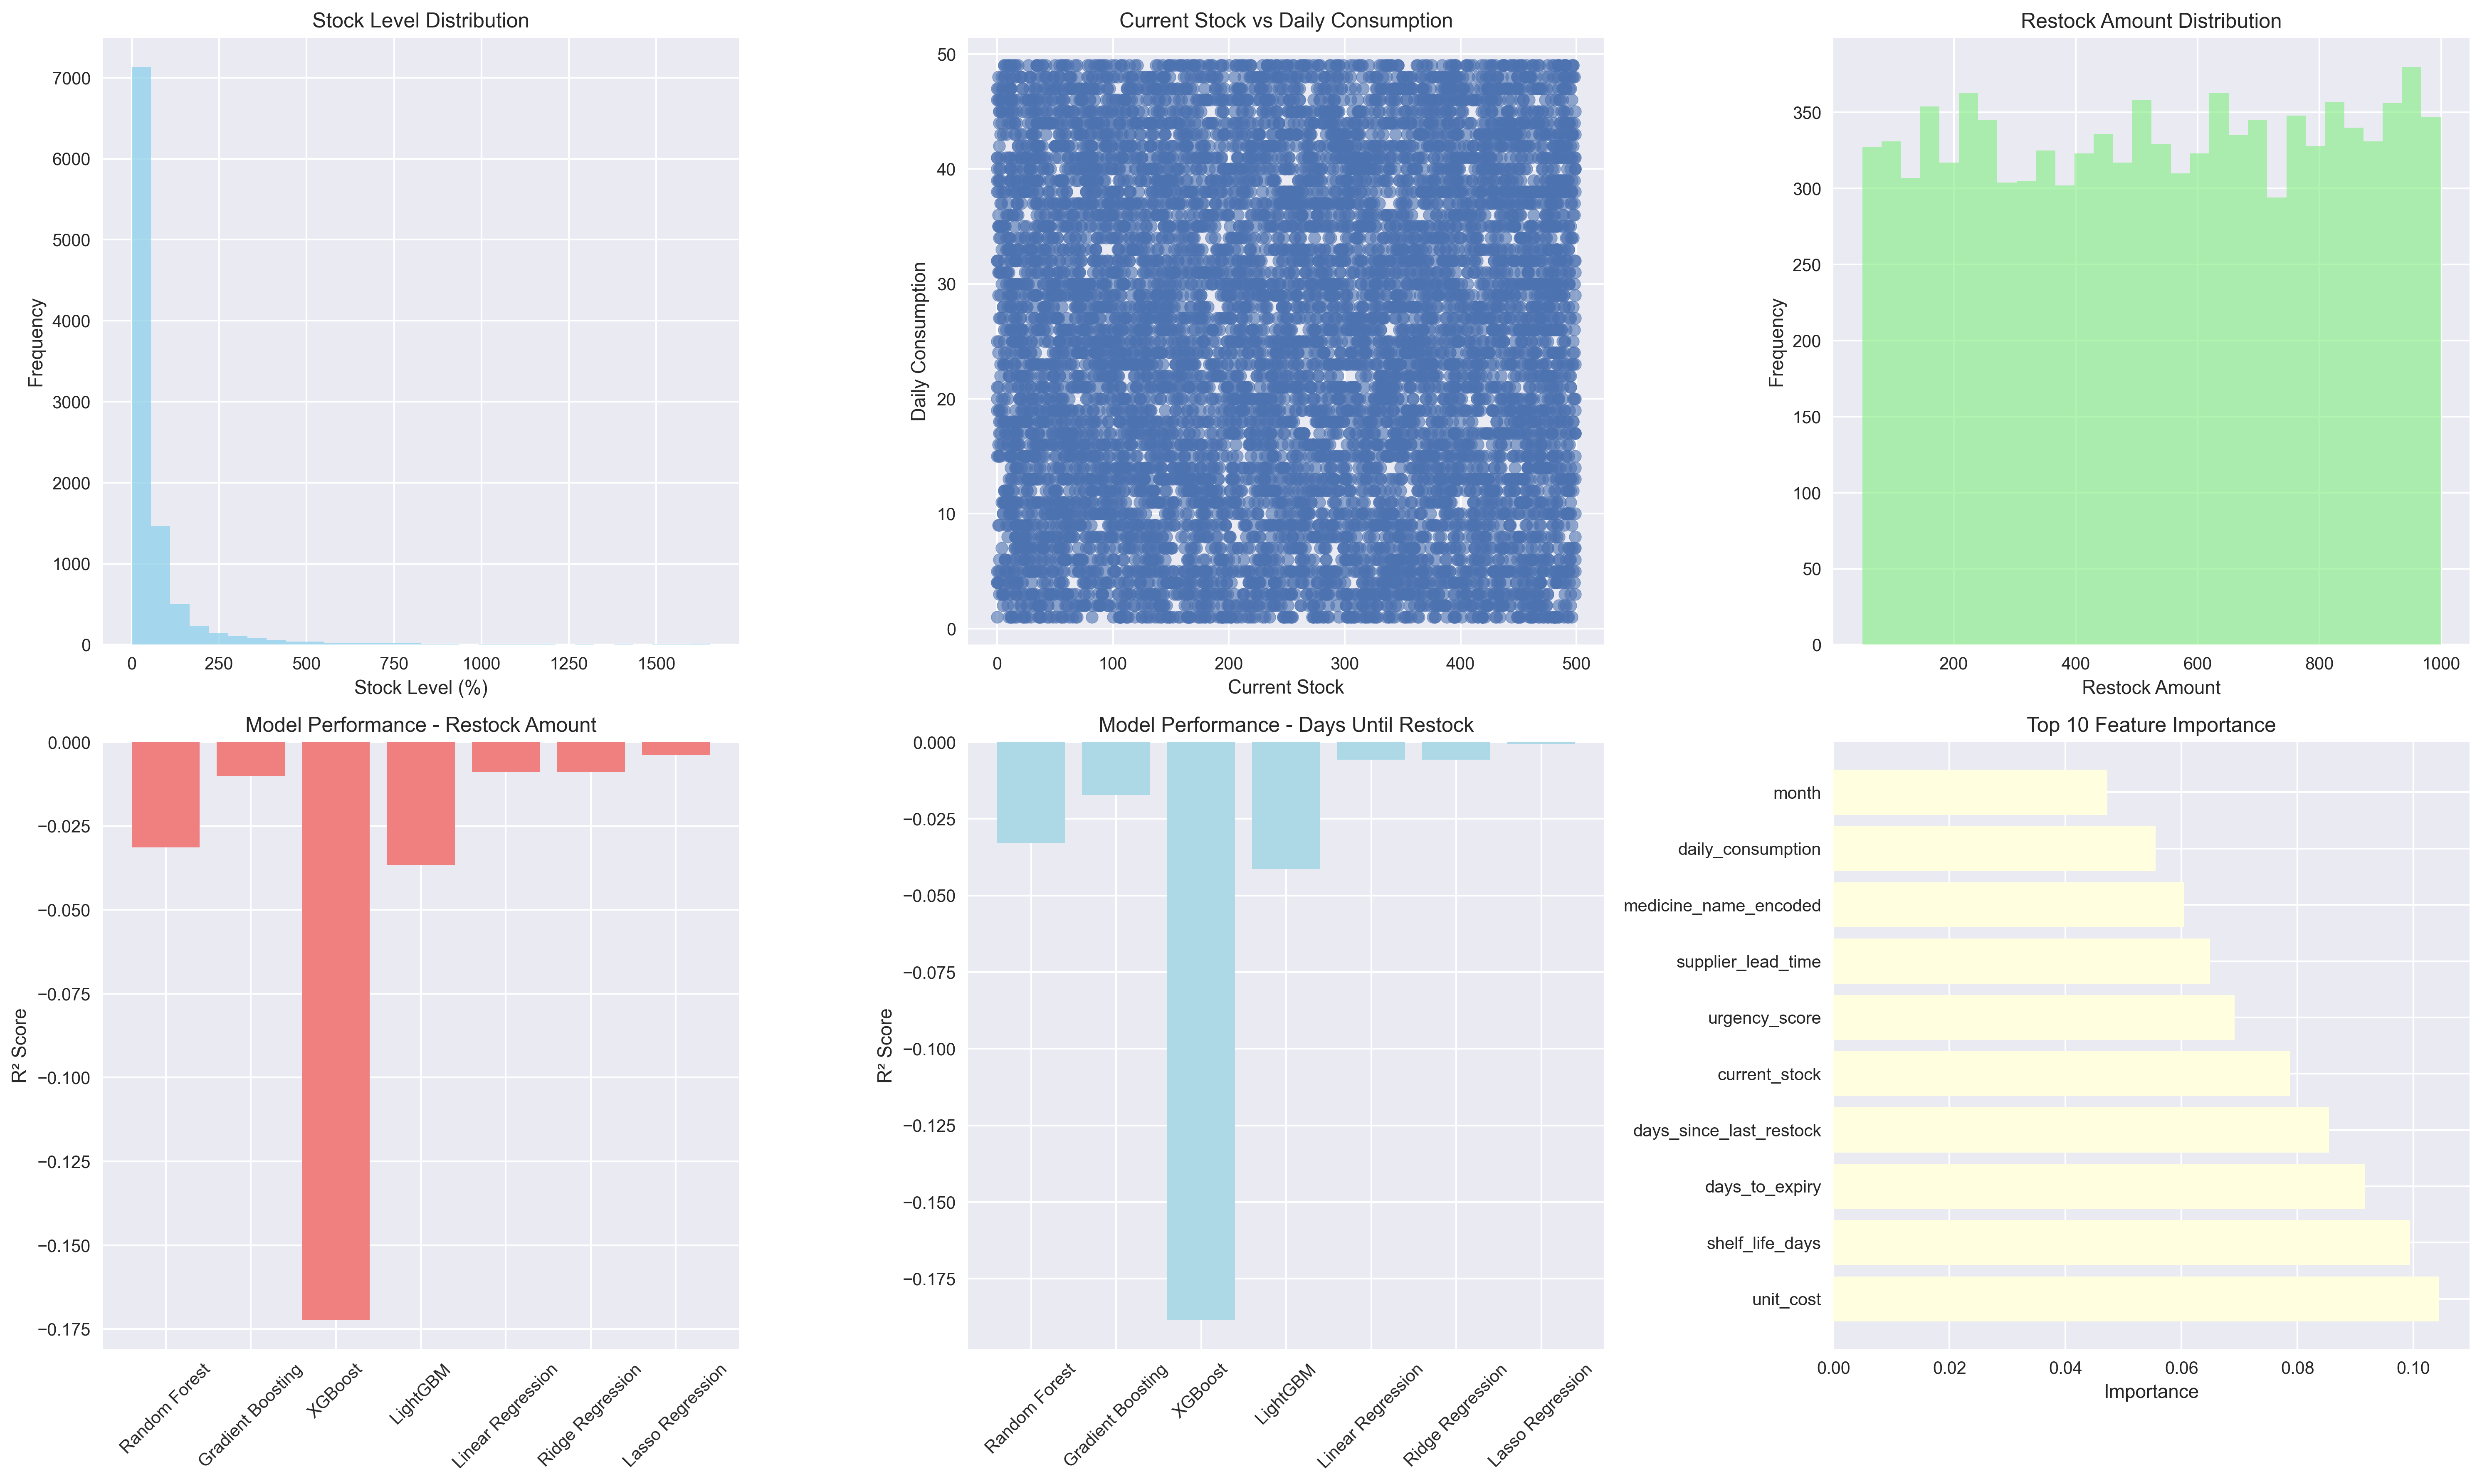 Stock Level Distribution
7000
6000
5000
4000
3000
2000
1000
0
Frequency
0 250 500 750 1000 1250 1500
Stock Level (%)
Current Stock vs Daily Consumption
50
40
30
20
10
0
Daily Consumption
0 100 200 300 400 500
Current Stock
Restock Amount Distribution
350
300
250
200
150
100
50
0
Frequency
200 400 600 800 1000
Restock Amount
Model Performance - Restock Amount
0.000
−0.025
−0.050
−0.075
−0.100
−0.125
−0.150
−0.175
R² Score
Random Forest
Gradient Boosting
XGBoost
LightGBM
Linear Regression
Ridge Regression
Lasso Regression
Model Performance - Days Until Restock
0.000
−0.025
−0.050
−0.075
−0.100
−0.125
−0.150
−0.175
R² Score
Random Forest
Gradient Boosting
XGBoost
LightGBM
Linear Regression
Ridge Regression
Lasso Regression
Top 10 Feature Importance
month
daily_consumption
medicine_name_encoded
supplier_lead_time
urgency_score
current_stock
days_since_last_restock
days_to_expiry
shelf_life_days
unit_cost
0.00 0.02 0.04 0.06 0.08 0.10
Importance